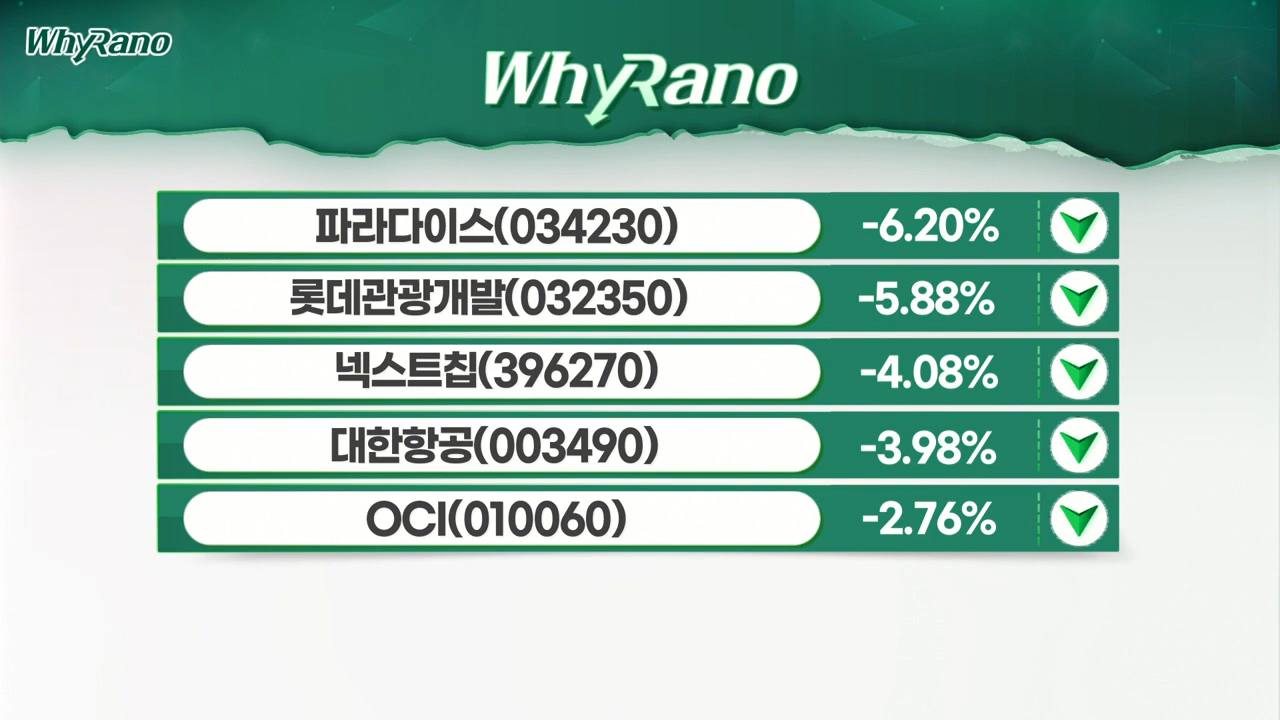 WhyRano
WhyRano
파라다이스(034230) -6.20%
롯데관광개발(032350) -5.88%
넥스트칩(396270) -4.08%
대한항공(003490) -3.98%
OCI(010060) -2.76%